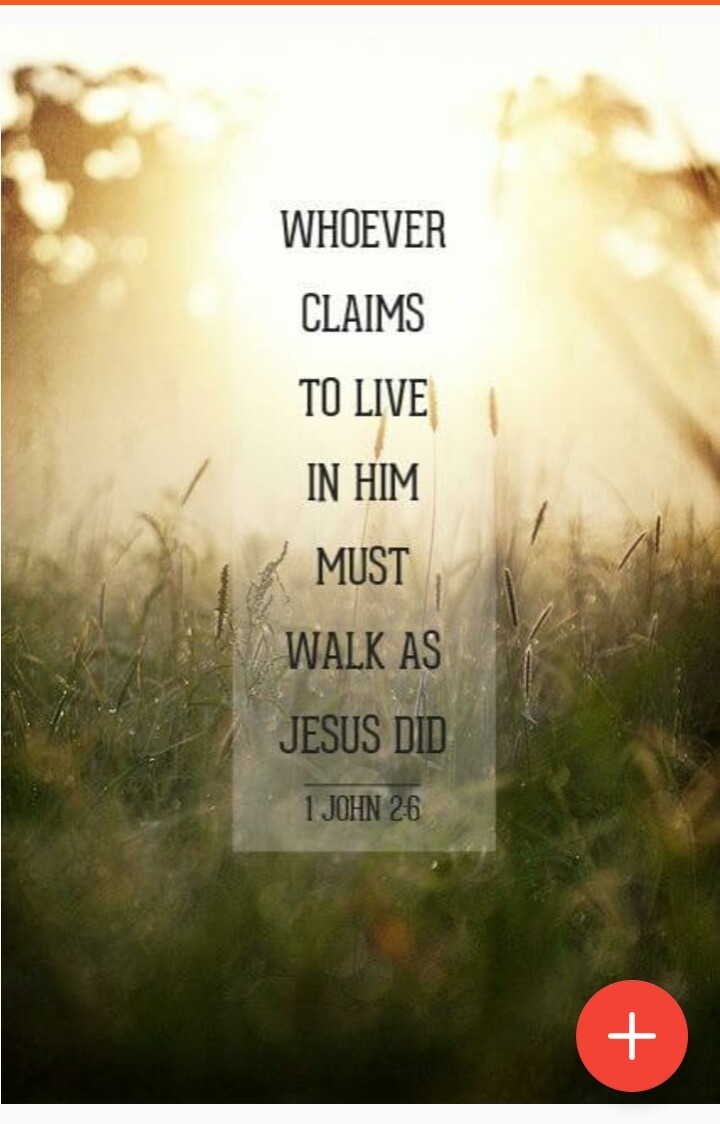 WHOEVER
CLAIMS
TO LIVE
IN HIM
MUST
WALK AS
JESUS DID
1 JOHN 2:6